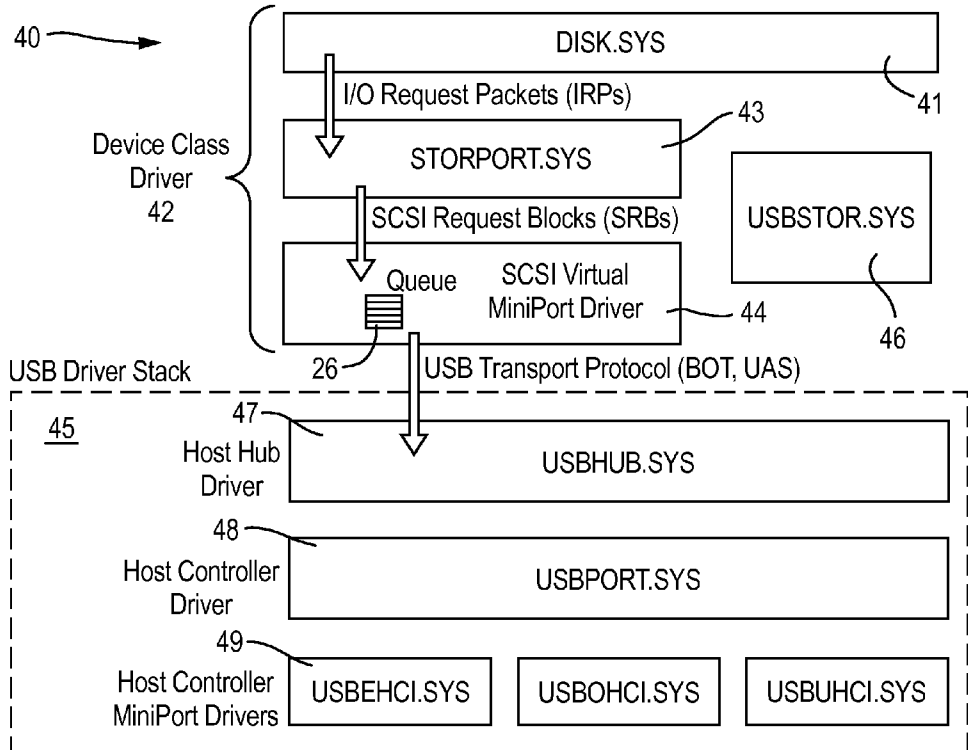 40
DISK.SYS
41
I/O Request Packets (IRPs)
43
Device Class
Driver
42
STORPORT.SYS
USBSTOR.SYS
46
SCSI Request Blocks (SRBs)
Queue
SCSI Virtual
MiniPort Driver
44
26
USB Transport Protocol (BOT, UAS)
USB Driver Stack
45
47
Host Hub
Driver
USBHUB.SYS
48
Host Controller
Driver
USBPORT.SYS
49
Host Controller
MiniPort Drivers
USBEHCI.SYS
USBOHCI.SYS
USBUHCI.SYS